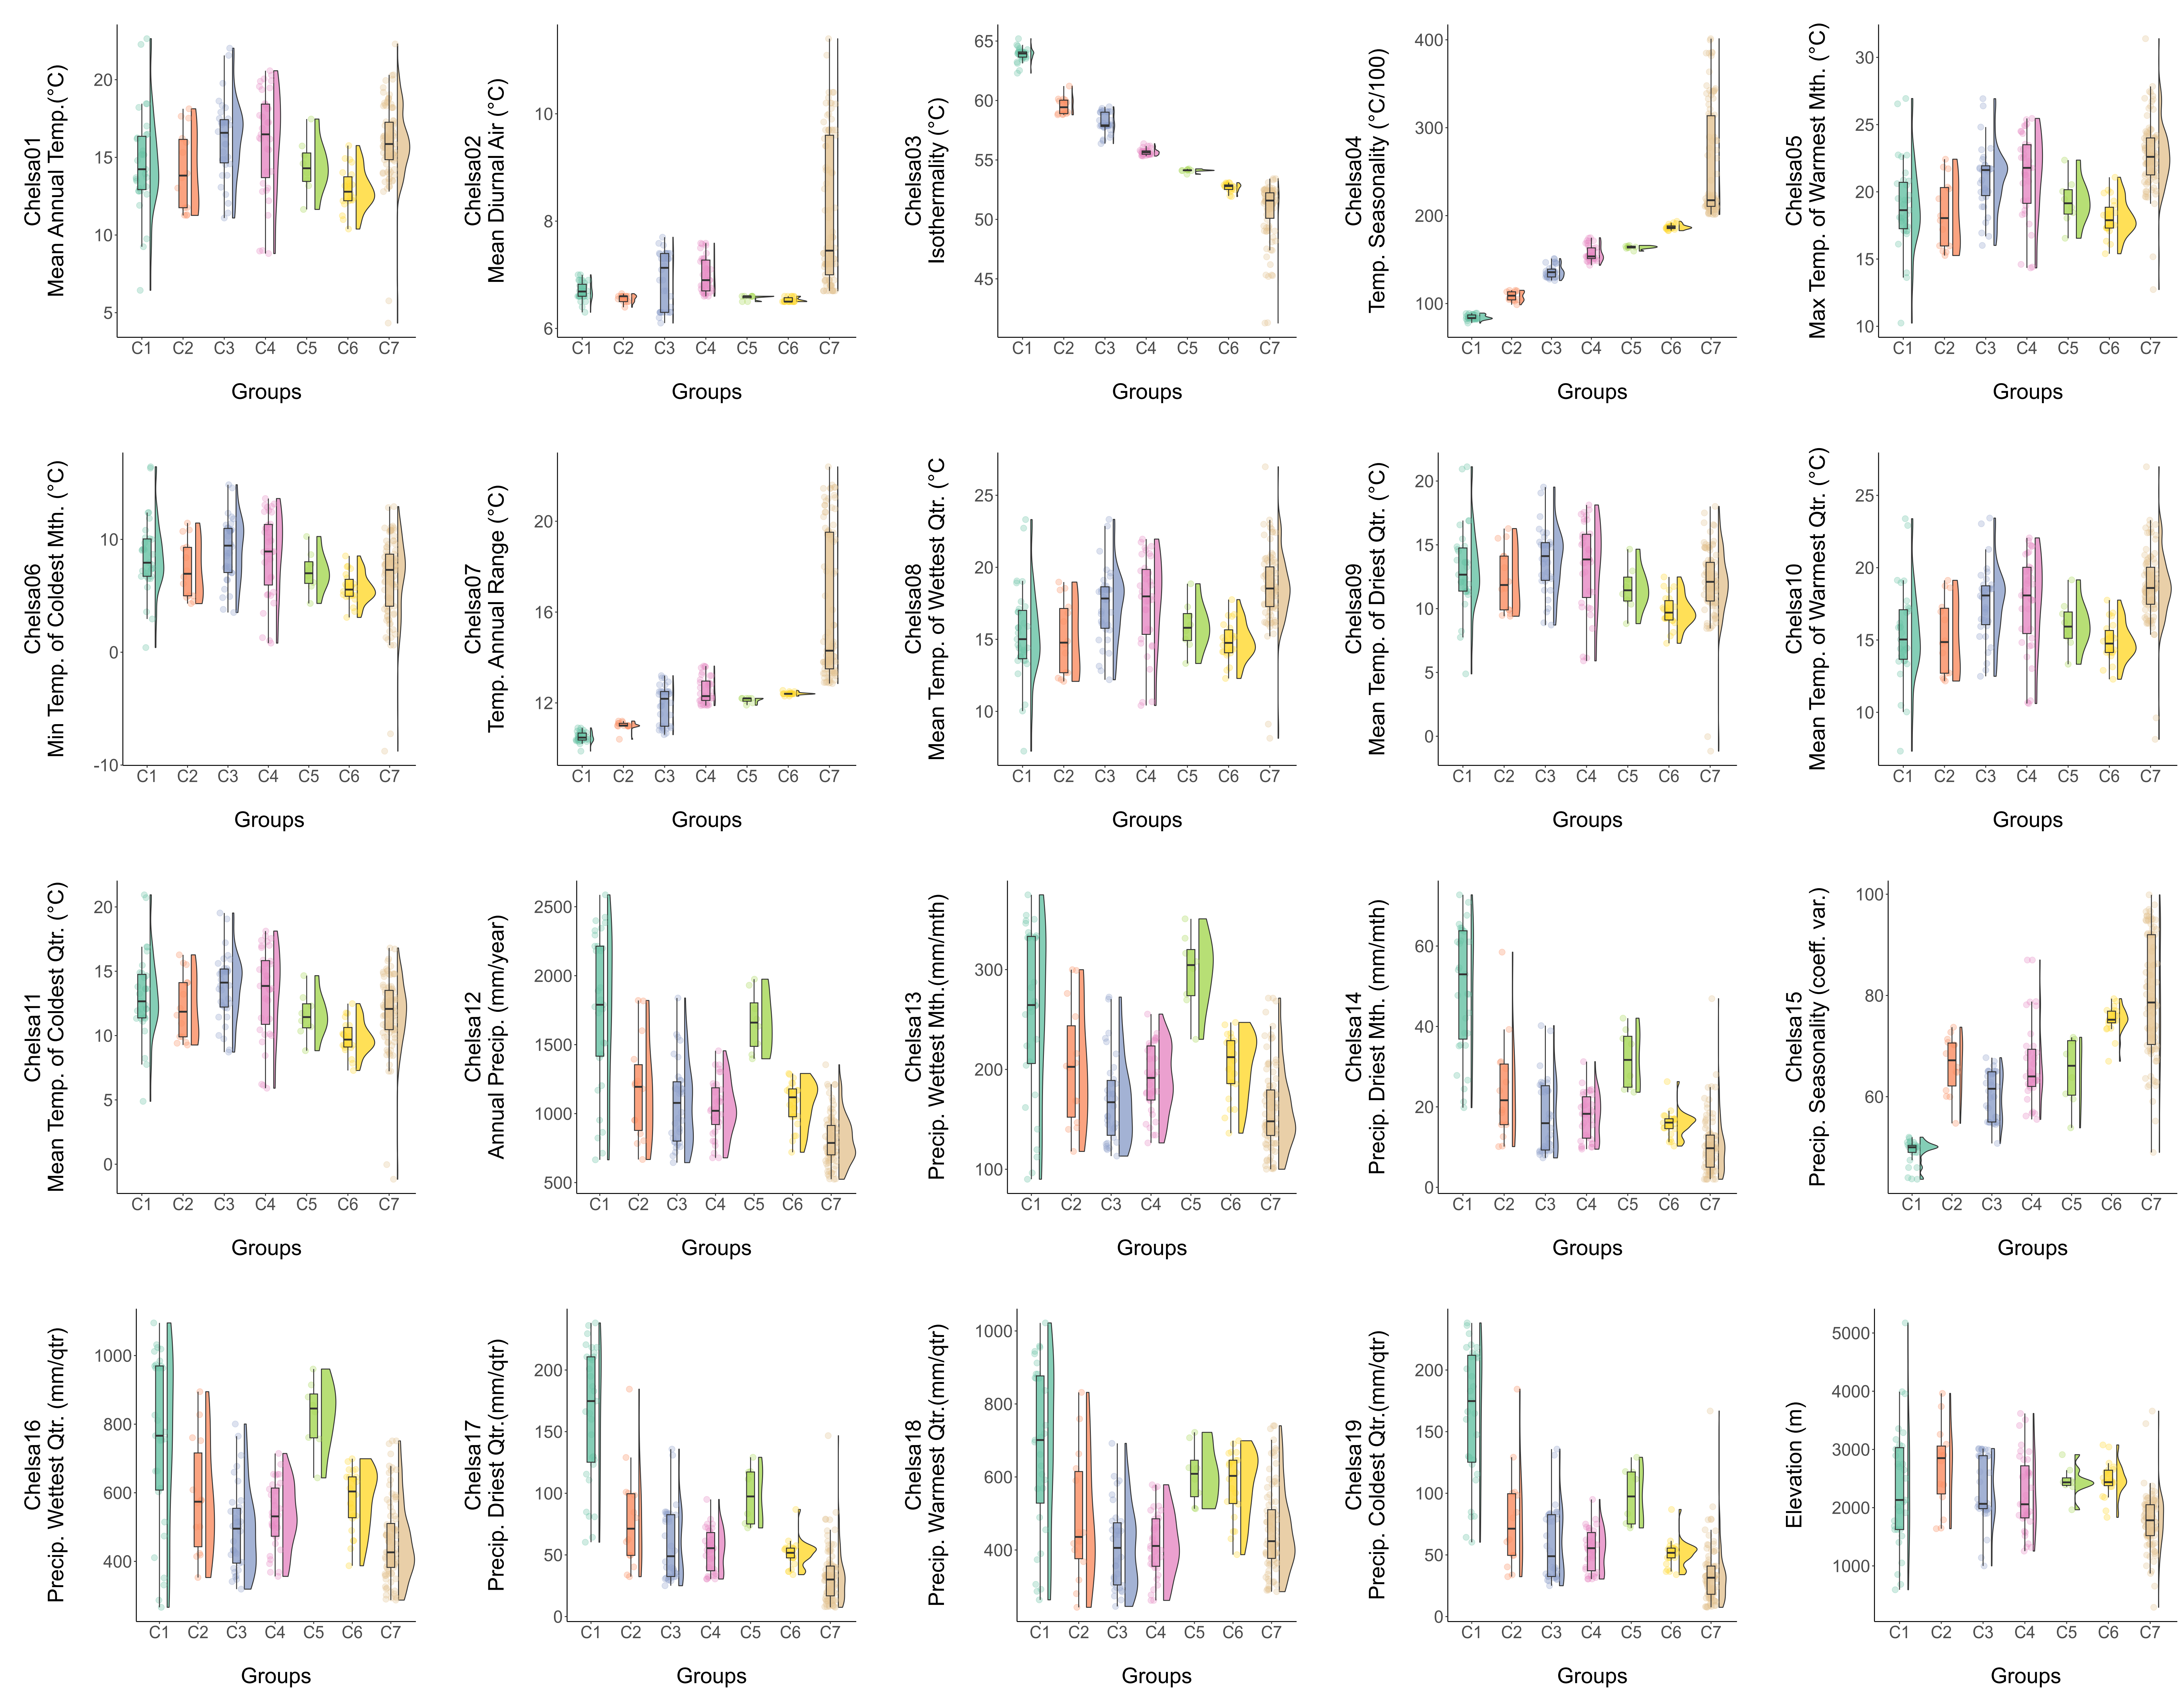 Chelsa01
Mean Annual Temp.(°C)
20
15
10
5
C1 C2 C3 C4 C5 C6 C7
Groups
Chelsa02
Mean Diurnal Air (°C)
10
8
6
C1 C2 C3 C4 C5 C6 C7
Groups
Chelsa03
Isothermality (°C)
65
60
55
50
45
C1 C2 C3 C4 C5 C6 C7
Groups
Chelsa04
Temp. Seasonality (°C/100)
400
300
200
100
C1 C2 C3 C4 C5 C6 C7
Groups
Chelsa05
Max Temp. of Warmest Mth. (°C)
30
25
20
15
10
C1 C2 C3 C4 C5 C6 C7
Groups
Chelsa06
Min Temp. of Coldest Mth. (°C)
10
0
-10
C1 C2 C3 C4 C5 C6 C7
Groups
Chelsa07
Temp. Annual Range (°C)
20
16
12
C1 C2 C3 C4 C5 C6 C7
Groups
Chelsa08
Mean Temp. of Wettest Qtr. (°C
25
20
15
10
C1 C2 C3 C4 C5 C6 C7
Groups
Chelsa09
Mean Temp. of Driest Qtr. (°C)
20
15
10
5
0
C1 C2 C3 C4 C5 C6 C7
Groups
Chelsa10
Mean Temp. of Warmest Qtr. (°C)
25
20
15
10
C1 C2 C3 C4 C5 C6 C7
Groups
Chelsa11
Mean Temp. of Coldest Qtr. (°C)
20
15
10
5
0
C1 C2 C3 C4 C5 C6 C7
Groups
Chelsa12
Annual Precip. (mm/year)
2500
2000
1500
1000
500
C1 C2 C3 C4 C5 C6 C7
Groups
Chelsa13
Precip. Wettest Mth.(mm/mth)
300
200
100
C1 C2 C3 C4 C5 C6 C7
Groups
Chelsa14
Precip. Driest Mth. (mm/mth)
60
40
20
0
C1 C2 C3 C4 C5 C6 C7
Groups
Chelsa15
Precip. Seasonality (coeff. var.)
100
80
60
C1 C2 C3 C4 C5 C6 C7
Groups
Chelsa16
Precip. Wettest Qtr. (mm/qtr)
1000
800
600
400
C1 C2 C3 C4 C5 C6 C7
Groups
Chelsa17
Precip. Driest Qtr.(mm/qtr)
200
150
100
50
0
C1 C2 C3 C4 C5 C6 C7
Groups
Chelsa18
Precip. Warmest Qtr.(mm/qtr)
1000
800
600
400
C1 C2 C3 C4 C5 C6 C7
Groups
Chelsa19
Precip. Coldest Qtr.(mm/qtr)
200
150
100
50
0
C1 C2 C3 C4 C5 C6 C7
Groups
Elevation (m)
5000
4000
3000
2000
1000
C1 C2 C3 C4 C5 C6 C7
Groups